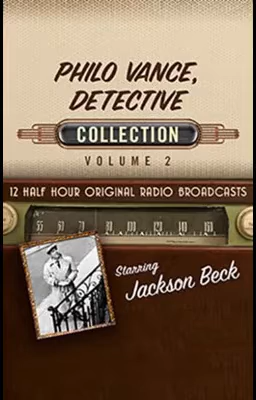 PHILO VANCE,
DETECTIVE
COLLECTION
VOLUME 2
12 HALF HOUR ORIGINAL RADIO BROADCASTS
Starring
Jackson Beck